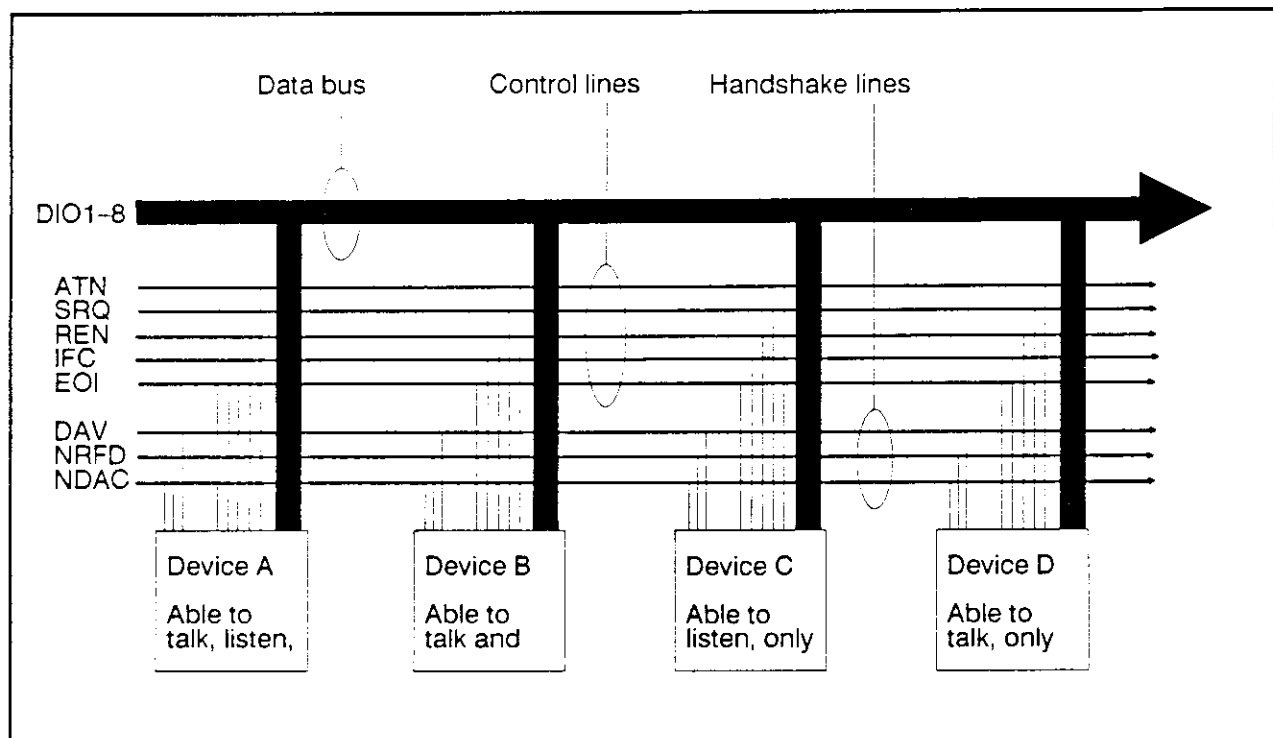 Data bus
Control lines
Handshake lines
DIO1-8
ATN
SRQ
REN
IFC
EOI
DAV
NRFD
NDAC
Device A
Able to
talk, listen,
Device B
Able to
talk and
Device C
Able to
listen, only
Device D
Able to
talk, only